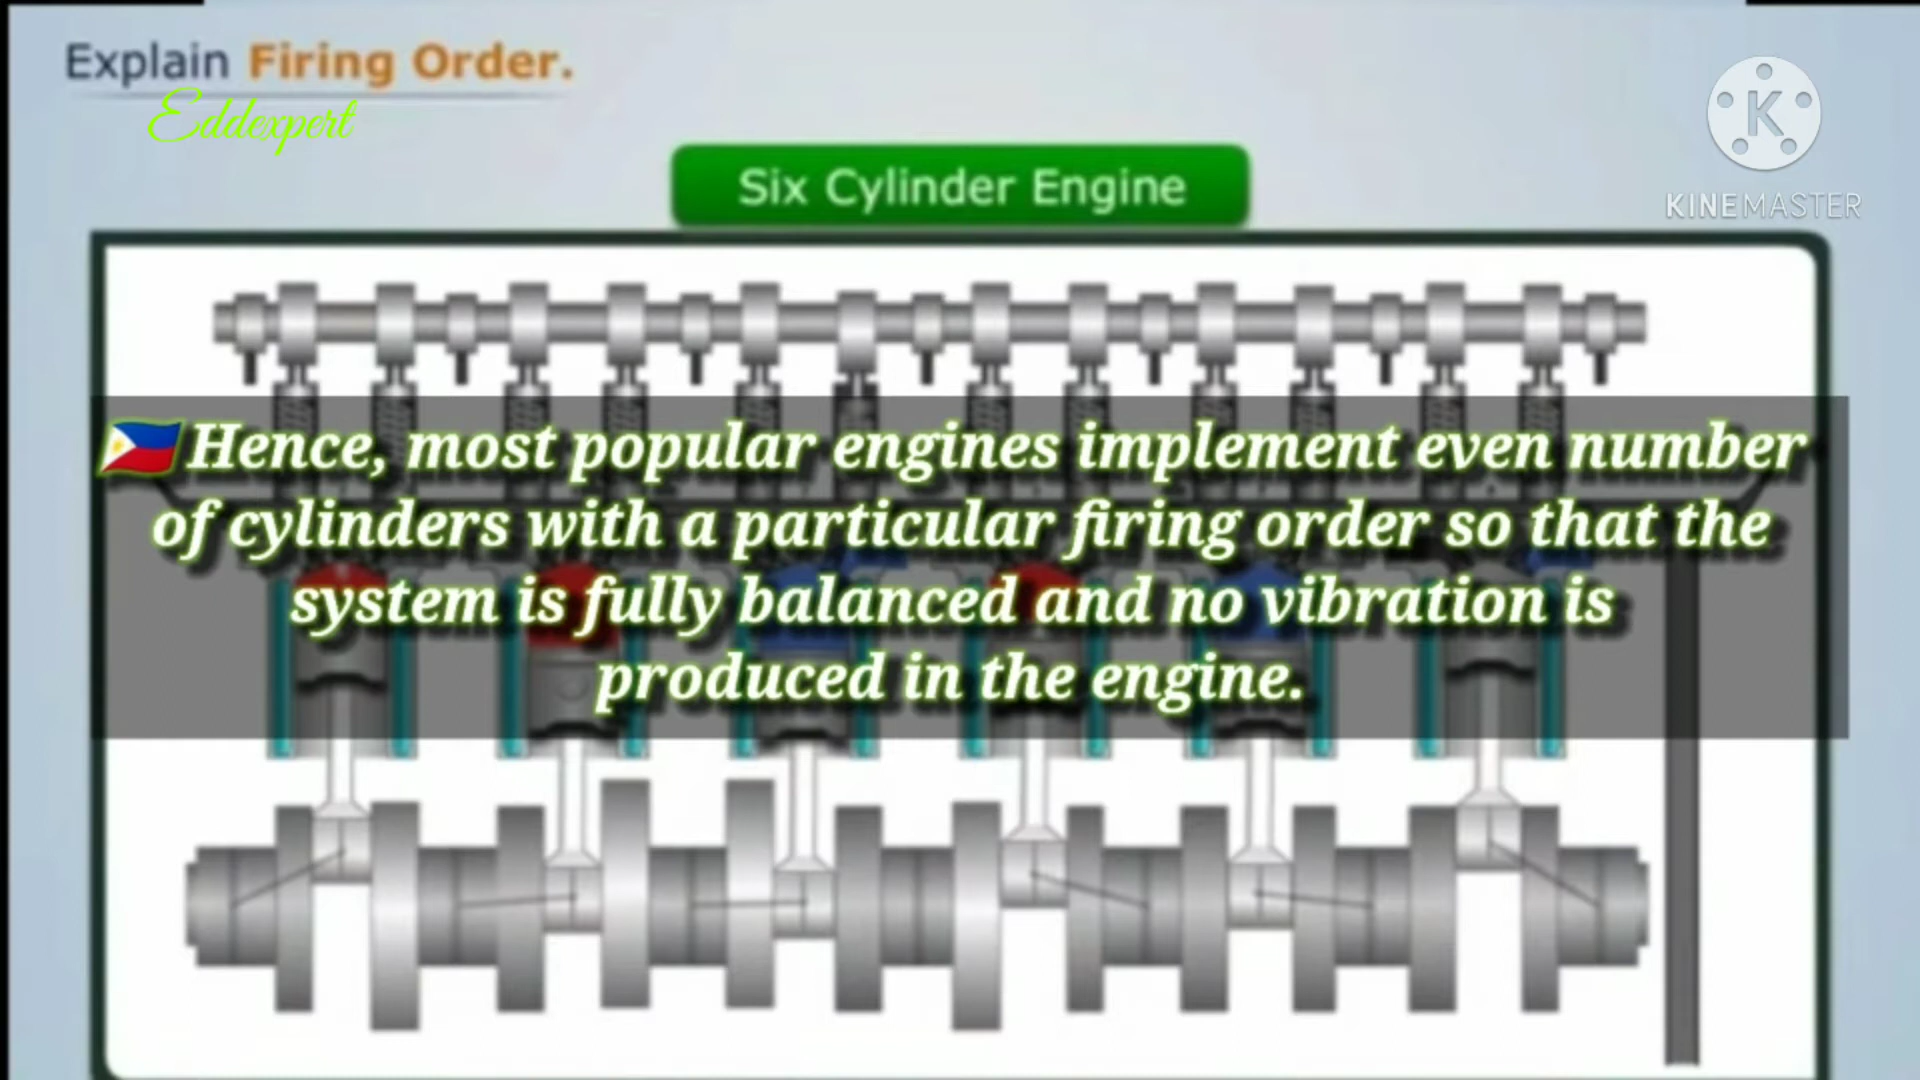 Explain Firing Order.
Eddexpert
Six Cylinder Engine
K
KINEMASTER
🇵🇭Hence, most popular engines implement even number
of cylinders with a particular firing order so that the
system is fully balanced and no vibration is
produced in the engine.